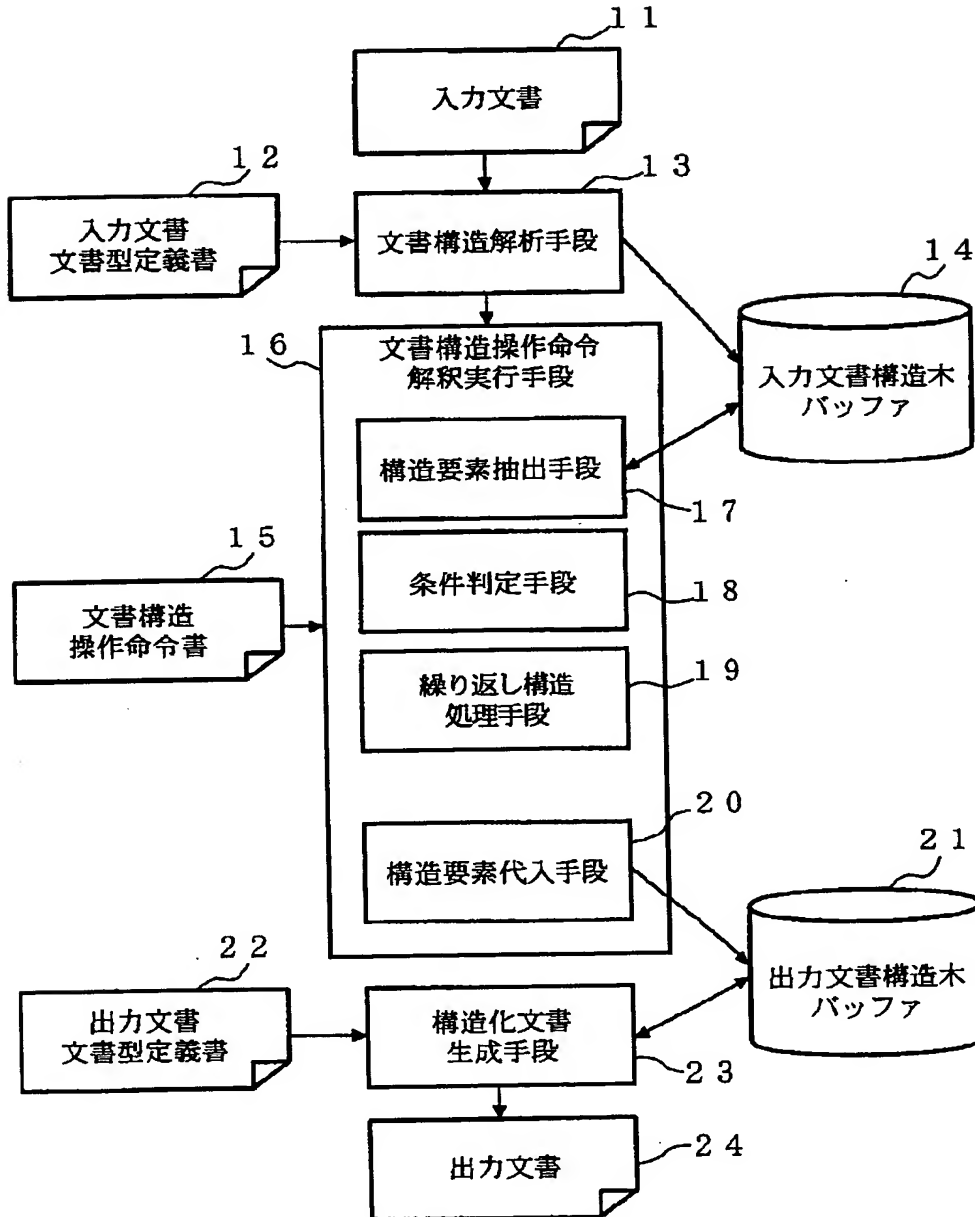 １１
入力文書
１２
入力文書
文書型定義書
１３
文書構造解析手段
１４
入力文書構造木
バッファ
１６
文書構造操作命令
解釈実行手段
構造要素抽出手段
１７
１５
文書構造
操作命令書
条件判定手段
１８
繰り返し構造
処理手段
１９
２０
構造要素代入手段
２１
出力文書構造木
バッファ
２２
出力文書
文書型定義書
構造化文書
生成手段
２３
出力文書
２４